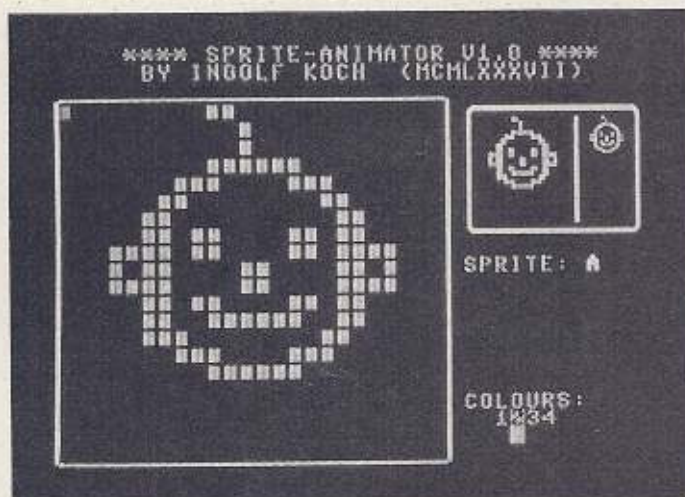 **** SPRITE-ANIMATOR V1.0 ****
BY INGOLF KOCH (MCMLXXXVII)
SPRITE: A
COLOURS:
1234